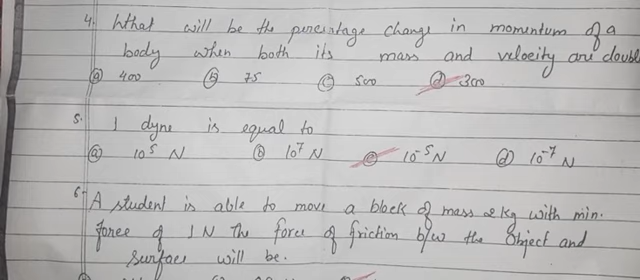 4. What will be the percentage change in momentum of a
body when both its mass and velocity are double
(a) 400 (b) 75 (c) 500 (d) 300
5. 1 dyne is equal to
(a) 10^5 N (b) 10^7 N (c) 10^-5 N (d) 10^-7 N
6. A student is able to move a block of mass 2 kg with min.
force of 1 N The force of friction b/w the Object and
surface will be.